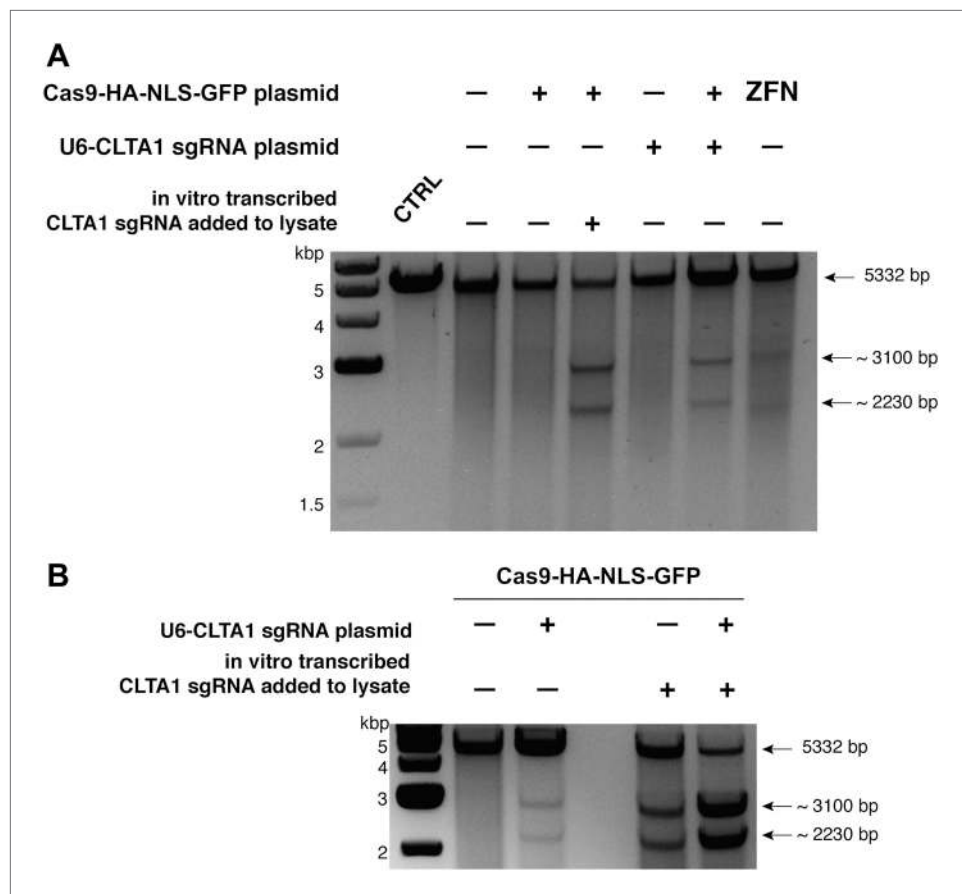 A
Cas9-HA-NLS-GFP plasmid — + + — + ZFN
U6-CLTA1 sgRNA plasmid — — — + + —
in vitro transcribed
CLTA1 sgRNA added to lysate CTRL — — + — — —
kbp
5
4
3
2
1.5
5332 bp
~ 3100 bp
~ 2230 bp
B
Cas9-HA-NLS-GFP
U6-CLTA1 sgRNA plasmid — + — +
in vitro transcribed
CLTA1 sgRNA added to lysate — — + +
kbp
5
4
3
2
5332 bp
~ 3100 bp
~ 2230 bp